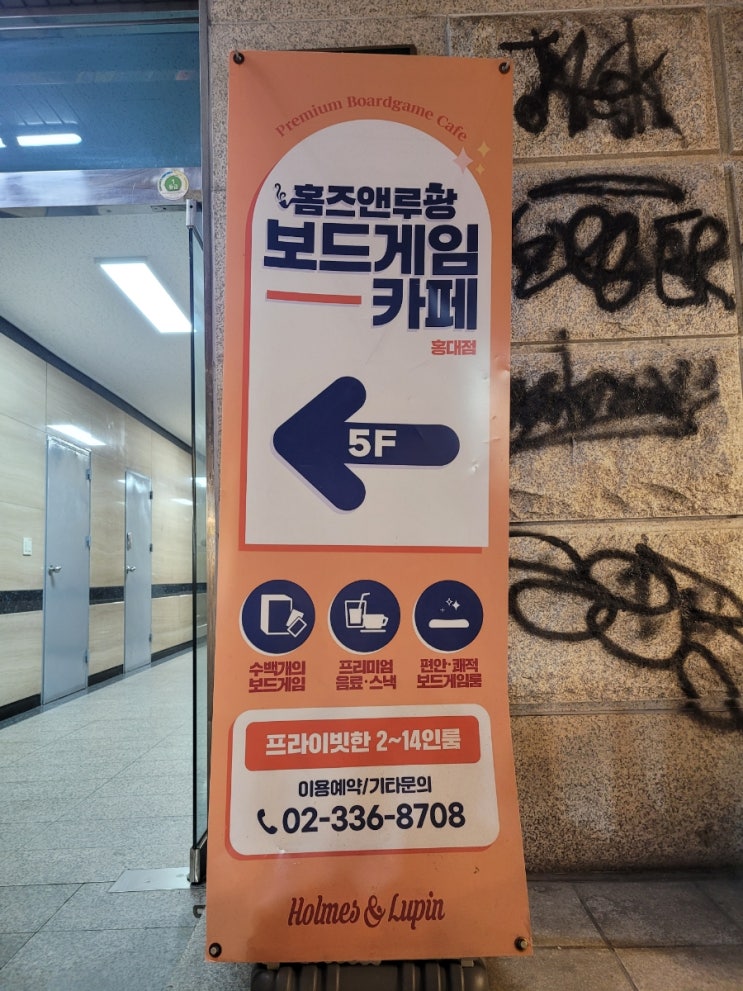 Premium Boardgame Cafe
홈즈앤루팡
보드게임
카페
홍대점
5F
수백개의
보드게임
프리미엄
음료·스낵
편안·쾌적
보드게임룸
프라이빗한 2~14인룸
이용예약/기타문의
02-336-8708
Holmes & Lupin